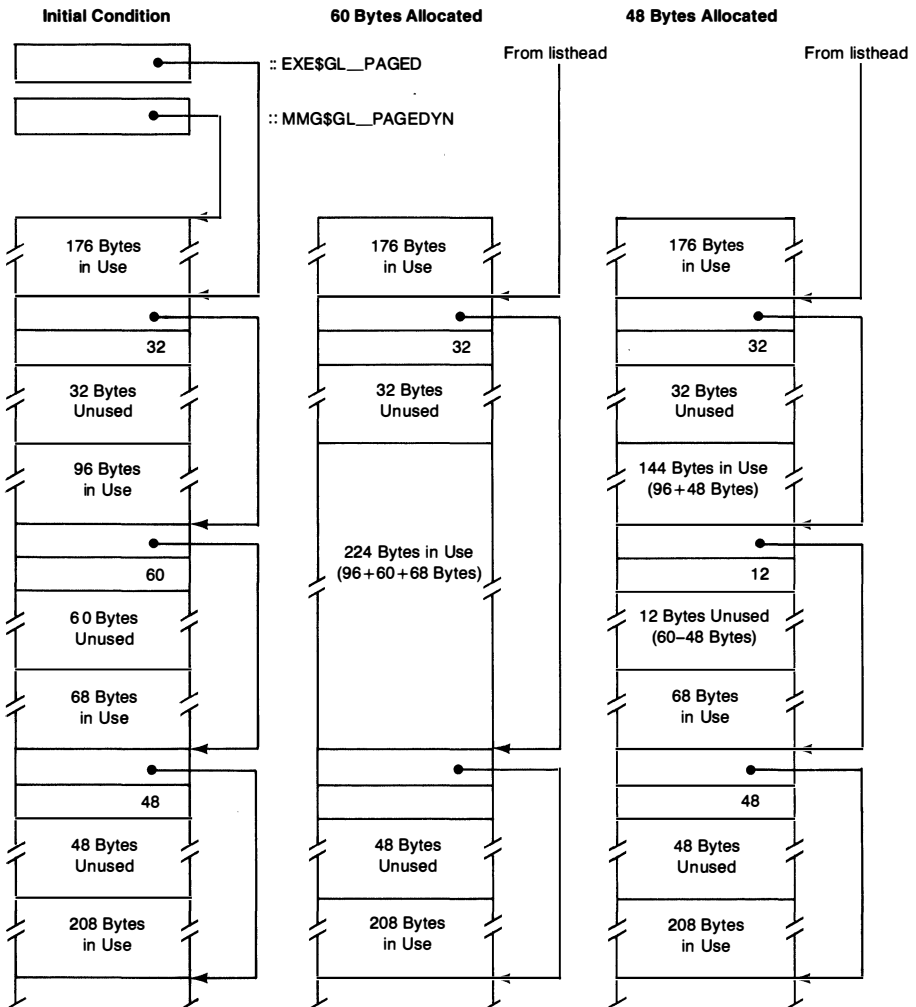 Initial Condition
:: EXE$GL__PAGED
:: MMG$GL__PAGEDYN
176 Bytes
in Use
32
32 Bytes
Unused
96 Bytes
in Use
60
60 Bytes
Unused
68 Bytes
in Use
48
48 Bytes
Unused
208 Bytes
in Use
60 Bytes Allocated
From listhead
176 Bytes
in Use
32
32 Bytes
Unused
224 Bytes in Use
(96+60+68 Bytes)
48 Bytes
Unused
208 Bytes
in Use
48 Bytes Allocated
From listhead
176 Bytes
in Use
32
32 Bytes
Unused
144 Bytes in Use
(96+48 Bytes)
12
12 Bytes Unused
(60–48 Bytes)
68 Bytes
in Use
48
48 Bytes
Unused
208 Bytes
in Use